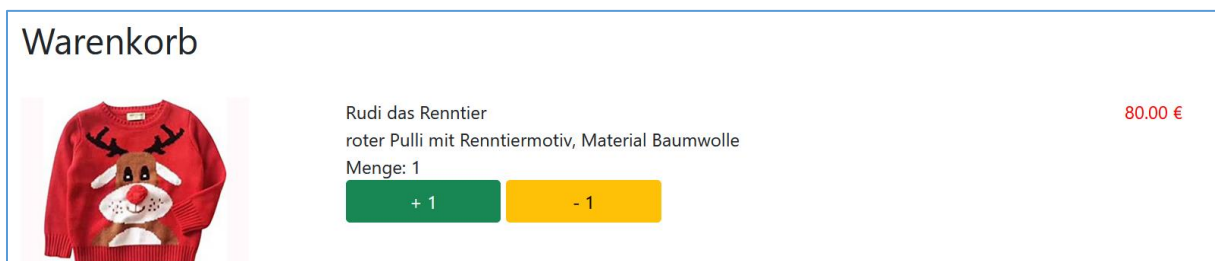 Warenkorb
Rudi das Renntier
80.00 €
roter Pulli mit Renntiermotiv, Material Baumwolle
Menge: 1
+ 1
- 1